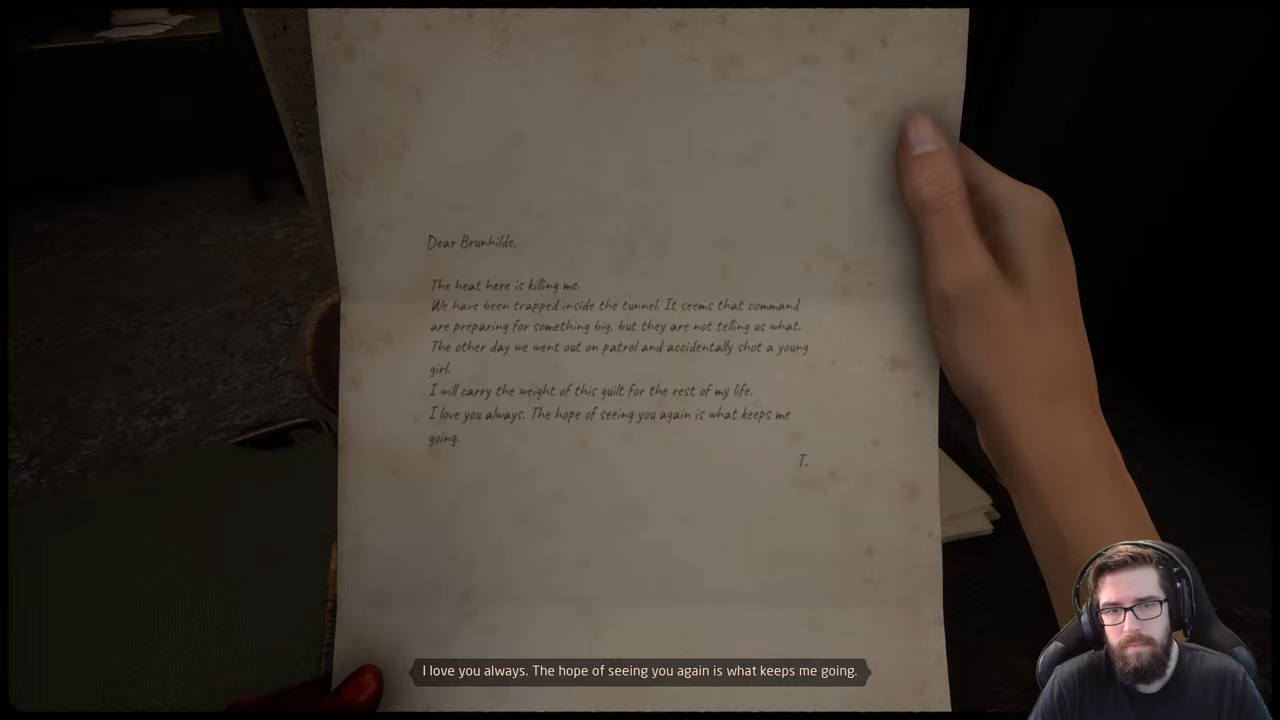 Dear Brunhilde,
The heat here is killing me.
We have been trapped inside the tunnel. It seems that command
are preparing for something big, but they are not telling us what.
The other day we went out on patrol and accidentally shot a young
girl.
I will carry the weight of this guilt for the rest of my life.
I love you always. The hope of seeing you again is what keeps me
going.
T.
I love you always. The hope of seeing you again is what keeps me going.